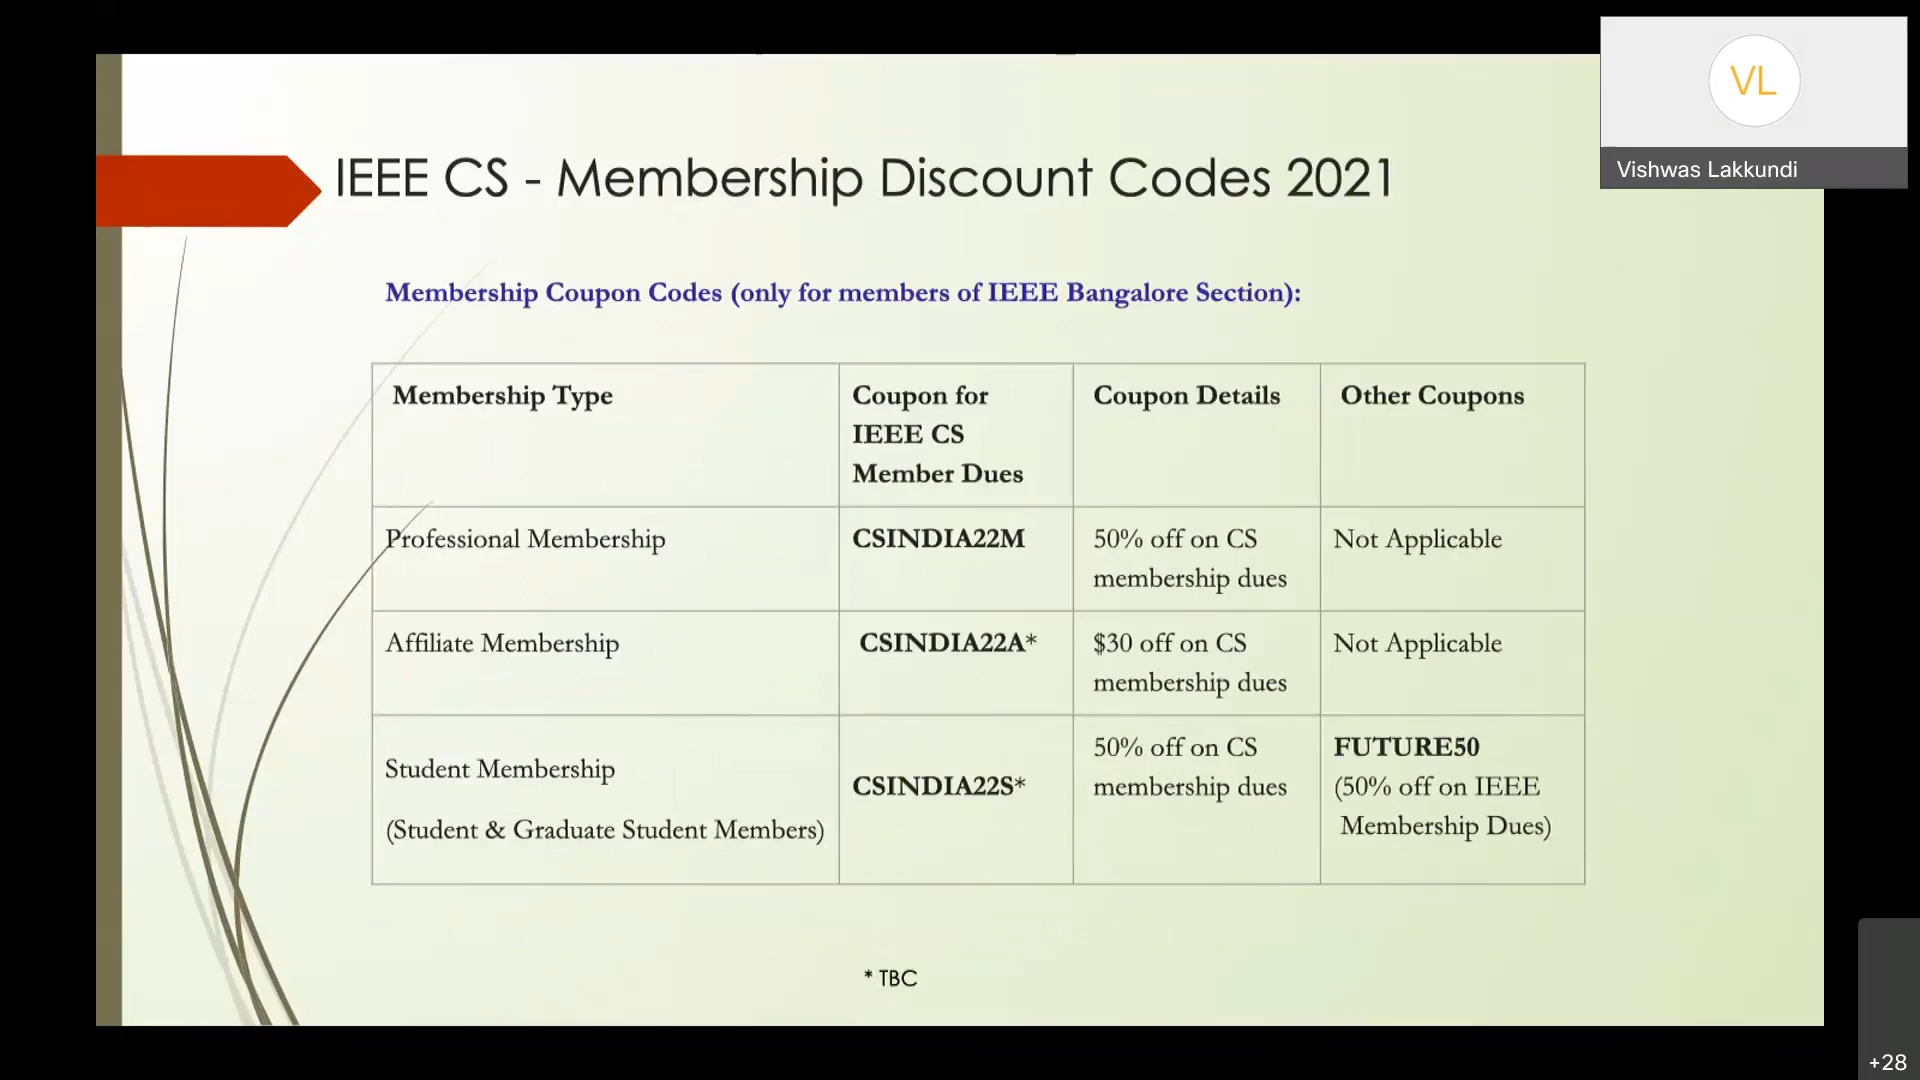 VL
Vishwas Lakkundi
IEEE CS - Membership Discount Codes 2021
Membership Coupon Codes (only for members of IEEE Bangalore Section):
Membership Type
Coupon for
IEEE CS
Member Dues
Coupon Details
Other Coupons
Professional Membership
CSINDIA22M
50% off on CS
membership dues
Not Applicable
Affiliate Membership
CSINDIA22A*
$30 off on CS
membership dues
Not Applicable
Student Membership
(Student & Graduate Student Members)
CSINDIA22S*
50% off on CS
membership dues
FUTURE50
(50% off on IEEE
Membership Dues)
* TBC
+28